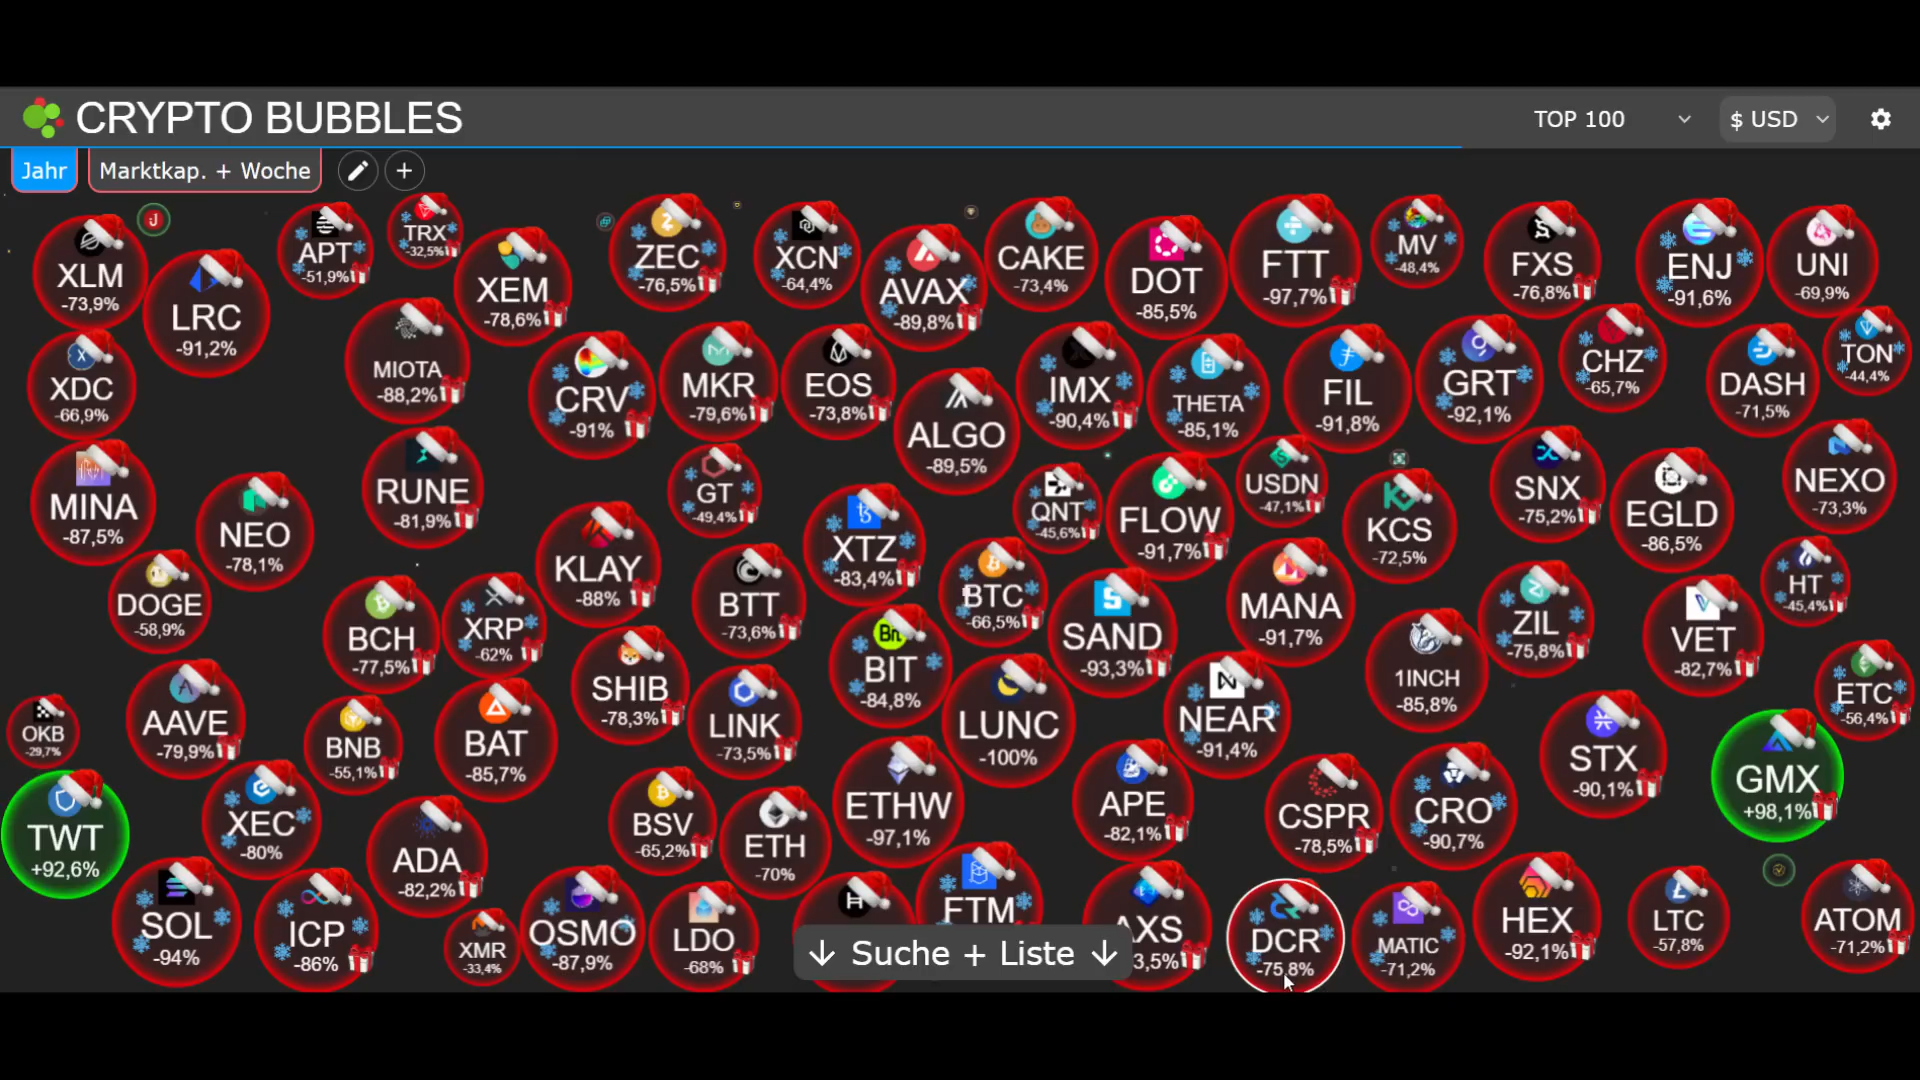 CRYPTO BUBBLES
TOP 100
$ USD
Jahr
Marktkap. + Woche
XLM
-73,9%
J
LRC
-91,2%
APT
-51,9%
TRX
-32,5%
XEM
-78,6%
ZEC
-76,5%
XCN
-64,4%
AVAX
-89,8%
CAKE
-73,4%
DOT
-85,5%
FTT
-97,7%
MV
-48,4%
FXS
-76,8%
ENJ
-91,6%
UNI
-69,9%
XDC
-66,9%
MIOTA
-88,2%
CRV
-91%
MKR
-79,6%
EOS
-73,8%
ALGO
-89,5%
IMX
-90,4%
THETA
-85,1%
FIL
-91,8%
GRT
-92,1%
CHZ
-65,7%
DASH
-71,5%
TON
-44,4%
MINA
-87,5%
NEO
-78,1%
RUNE
-81,9%
KLAY
-88%
GT
-49,4%
XTZ
-83,4%
QNT
-45,6%
FLOW
-91,7%
USDN
-47,1%
KCS
-72,5%
SNX
-75,2%
EGLD
-86,5%
NEXO
-73,3%
DOGE
-58,9%
BCH
-77,5%
XRP
-62%
BTT
-73,6%
BTC
-66,5%
SAND
-93,3%
MANA
-91,7%
ZIL
-75,8%
VET
-82,7%
HT
-45,4%
OKB
-29,7%
AAVE
-79,9%
BNB
-55,1%
BAT
-85,7%
SHIB
-78,3%
LINK
-73,5%
BIT
-84,8%
LUNC
-100%
NEAR
-91,4%
1INCH
-85,8%
STX
-90,1%
ETC
-56,4%
TWT
+92,6%
XEC
-80%
ADA
-82,2%
BSV
-65,2%
ETH
-70%
ETHW
-97,1%
APE
-82,1%
CSPR
-78,5%
CRO
-90,7%
GMX
+98,1%
SOL
-94%
ICP
-86%
XMR
-33,4%
OSMO
-87,9%
LDO
-68%
FTM
AXS
3,5%
DCR
-75,8%
MATIC
-71,2%
HEX
-92,1%
LTC
-57,8%
ATOM
-71,2%
↓ Suche + Liste ↓